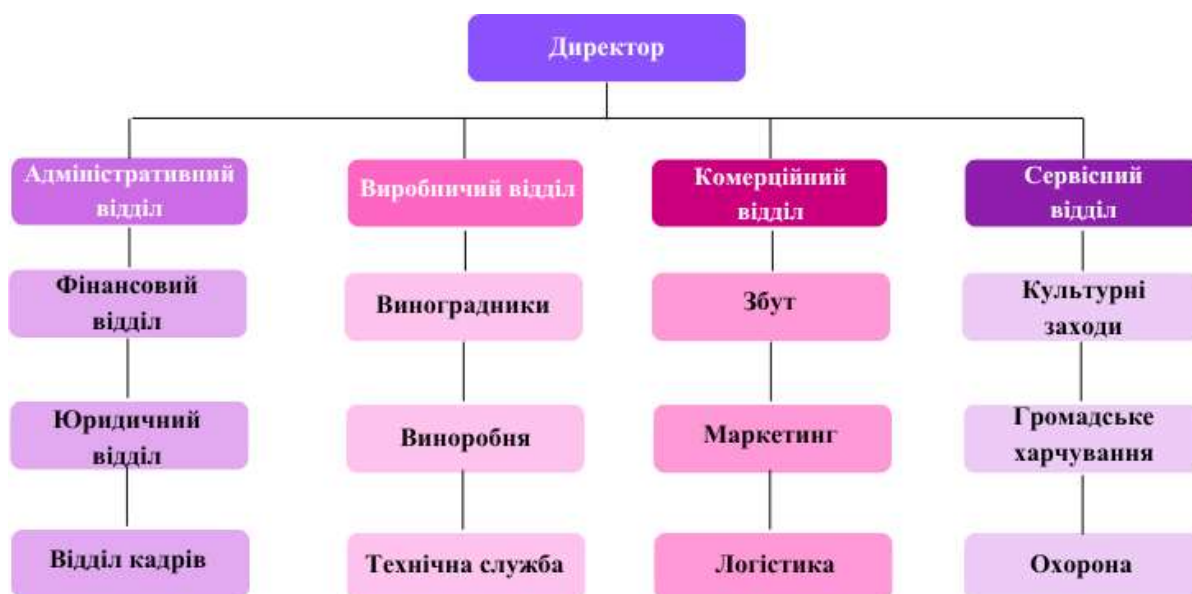 Директор
Адміністративний
відділ
Виробничий відділ
Комерційний
відділ
Сервісний
відділ
Фінансовий
відділ
Виноградники
Збут
Культурні
заходи
Юридичний
відділ
Виноробня
Маркетинг
Громадське
харчування
Відділ кадрів
Технічна служба
Логістика
Охорона